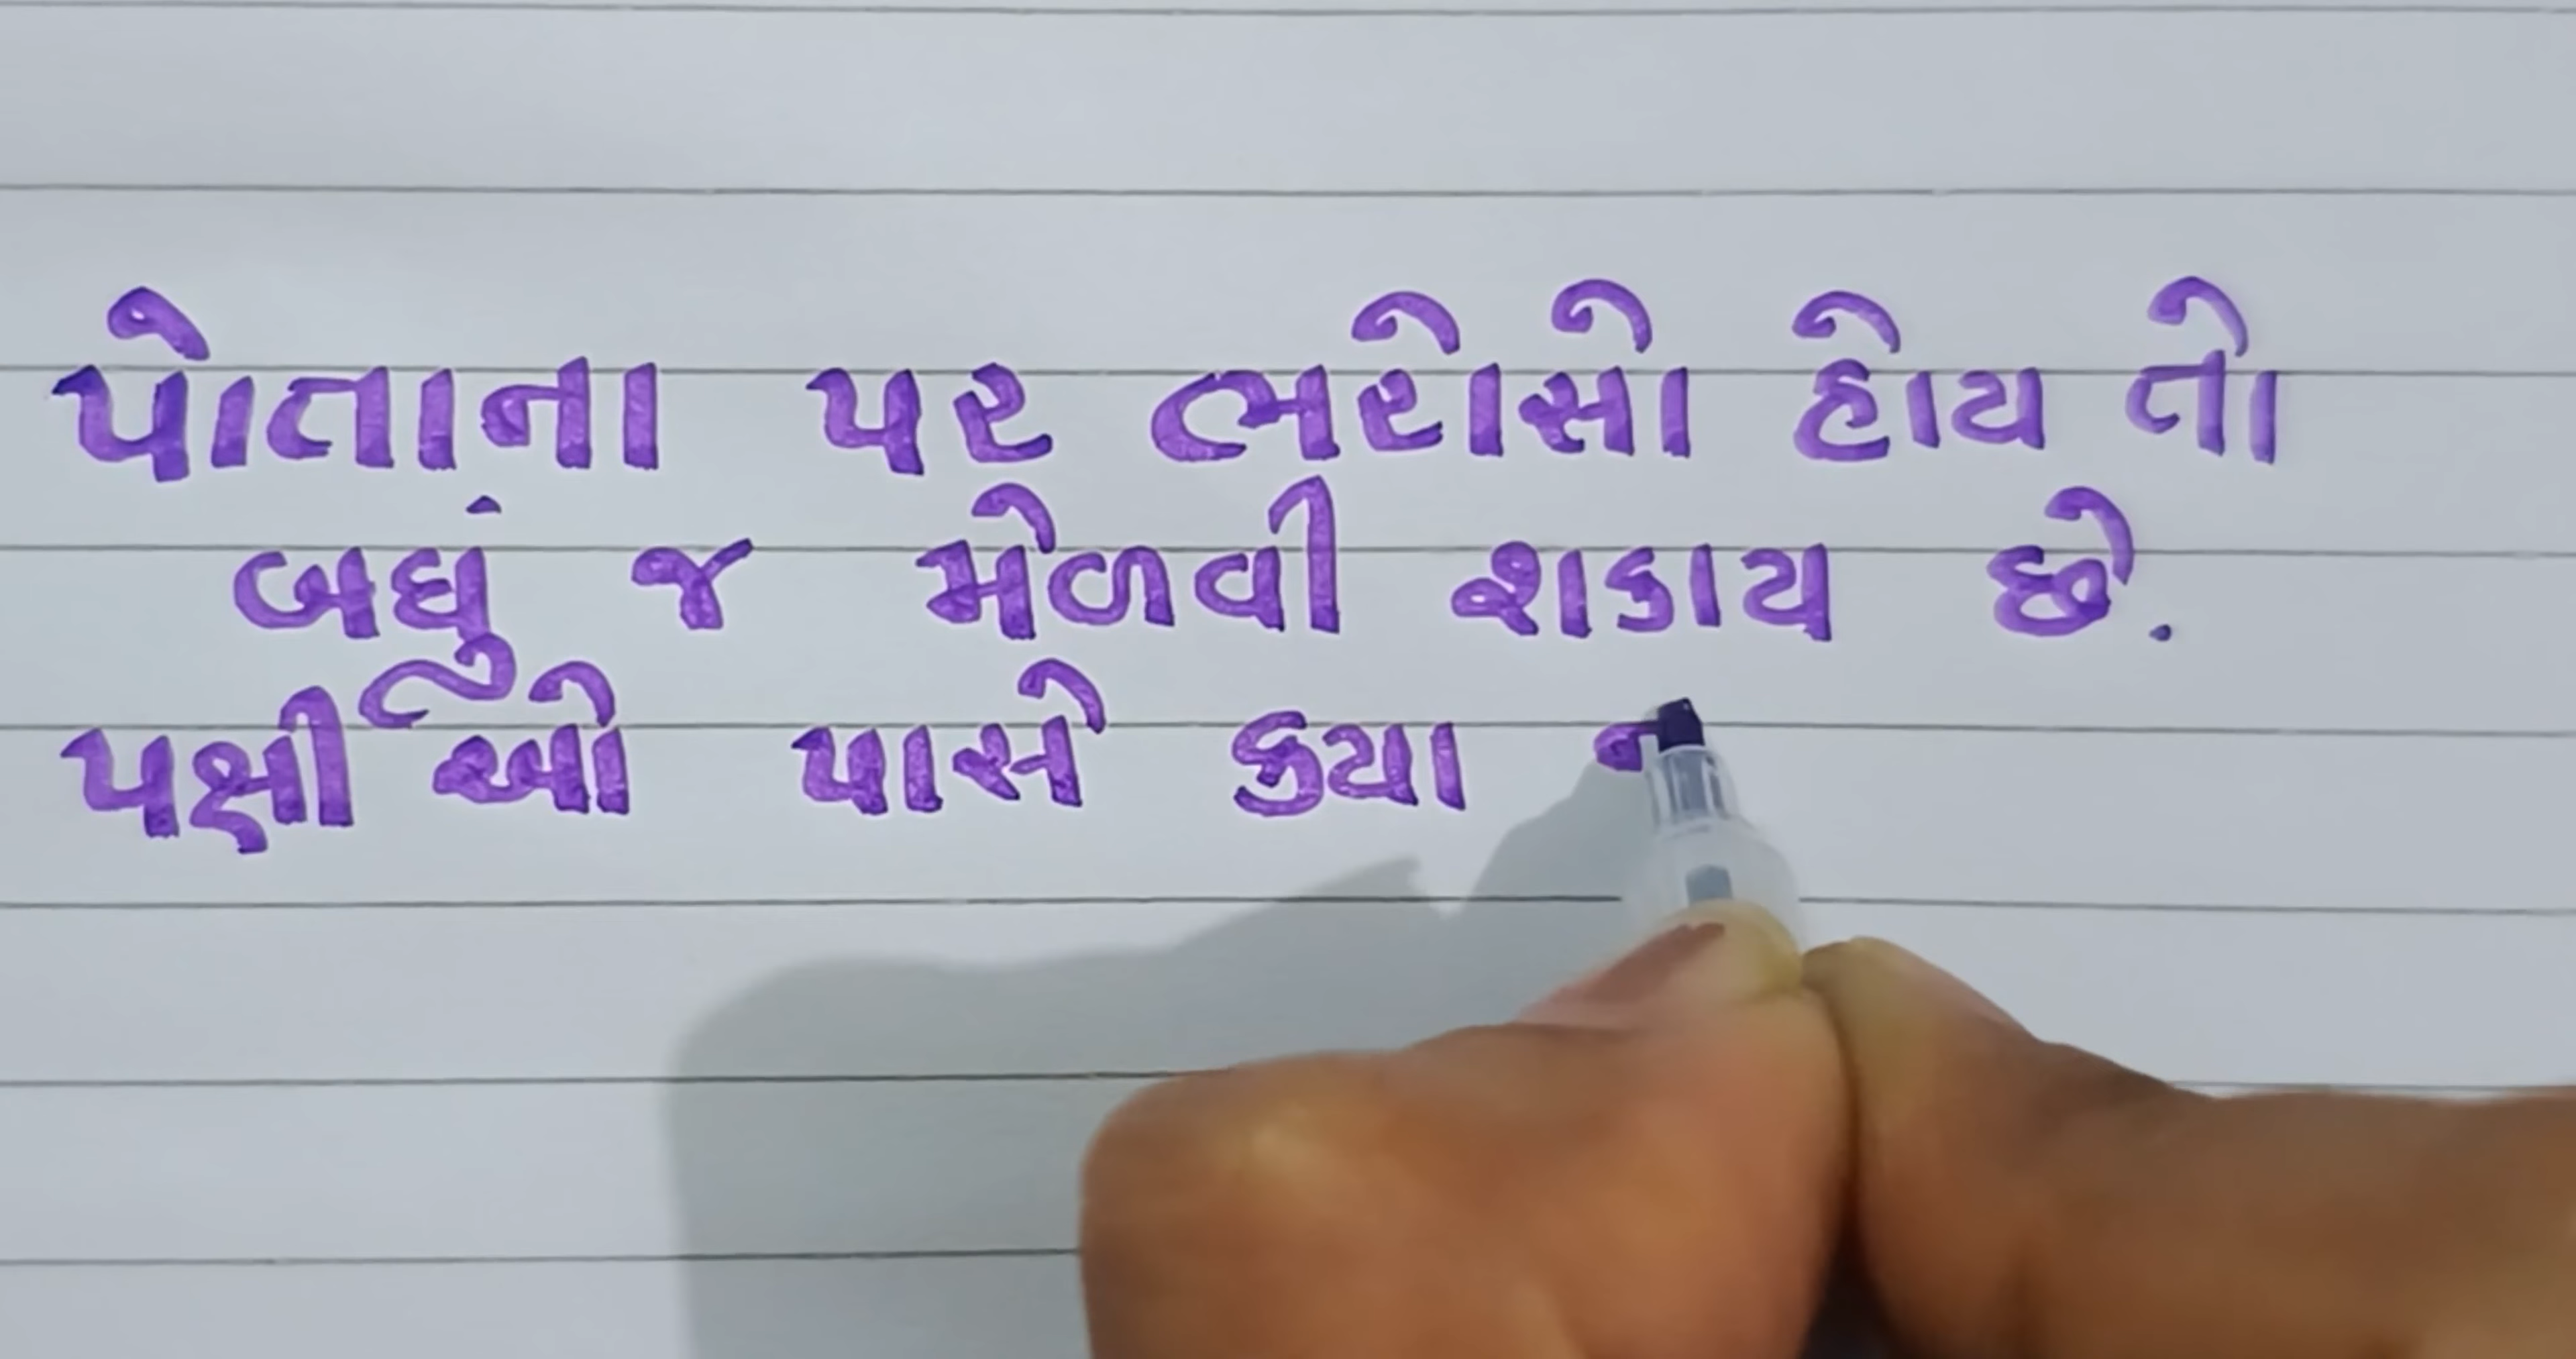 પોતાના પર ભરોસો હોય તો
બધું જ મેળવી શકાય છે.
પક્ષીઓ પાસે કયા